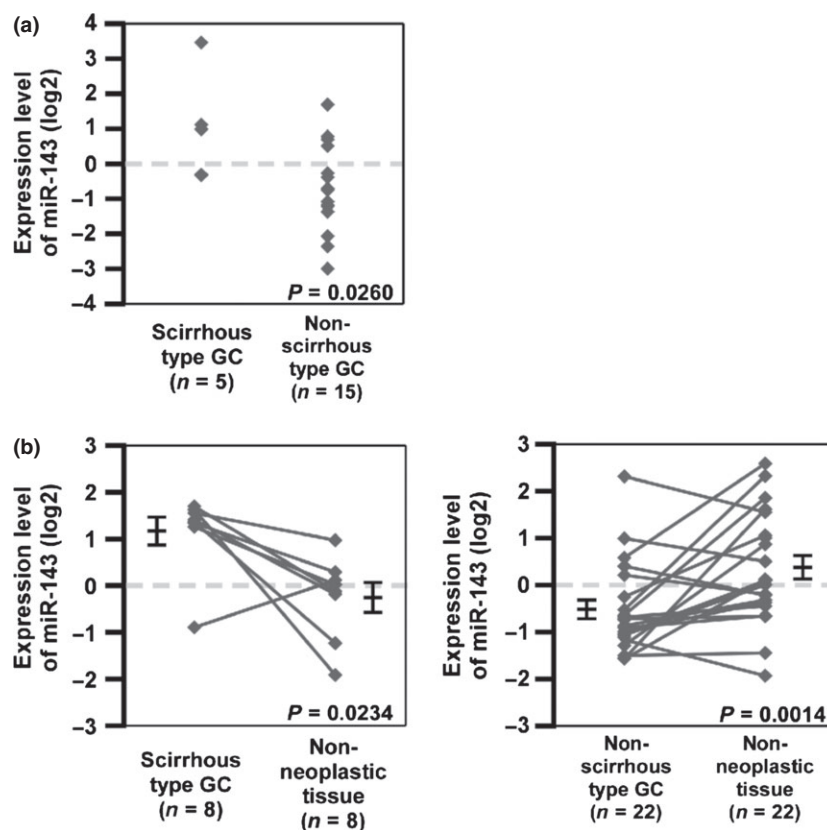 (a)
Expression level
of miR-143 (log2)
4
3
2
1
0
–1
–2
–3
–4
P = 0.0260
Scirrhous
type GC
(n = 5)
Non-
scirrhous
type GC
(n = 15)
(b)
Expression level
of miR-143 (log2)
3
2
1
0
–1
–2
–3
P = 0.0234
Scirrhous
type GC
(n = 8)
Non-
neoplastic
tissue
(n = 8)
Expression level
of miR-143 (log2)
3
2
1
0
–1
–2
–3
P = 0.0014
Non-
scirrhous
type GC
(n = 22)
Non-
neoplastic
tissue
(n = 22)